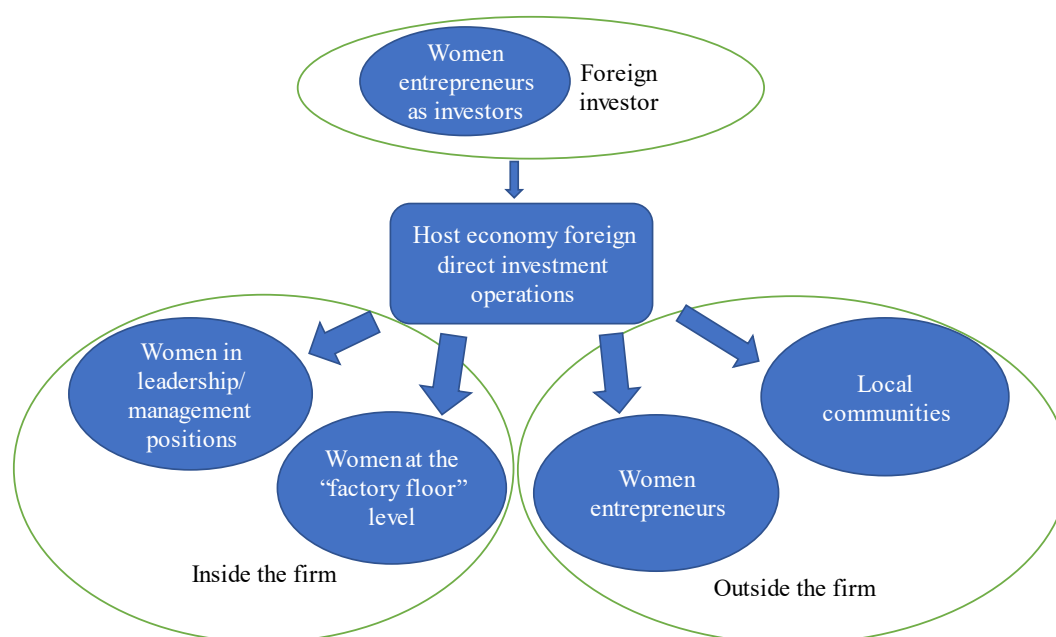 Women
entrepreneurs
as investors
Foreign
investor
Host economy foreign
direct investment
operations
Women in
leadership/
management
positions
Women at the
“factory floor”
level
Inside the firm
Women
entrepreneurs
Local
communities
Outside the firm